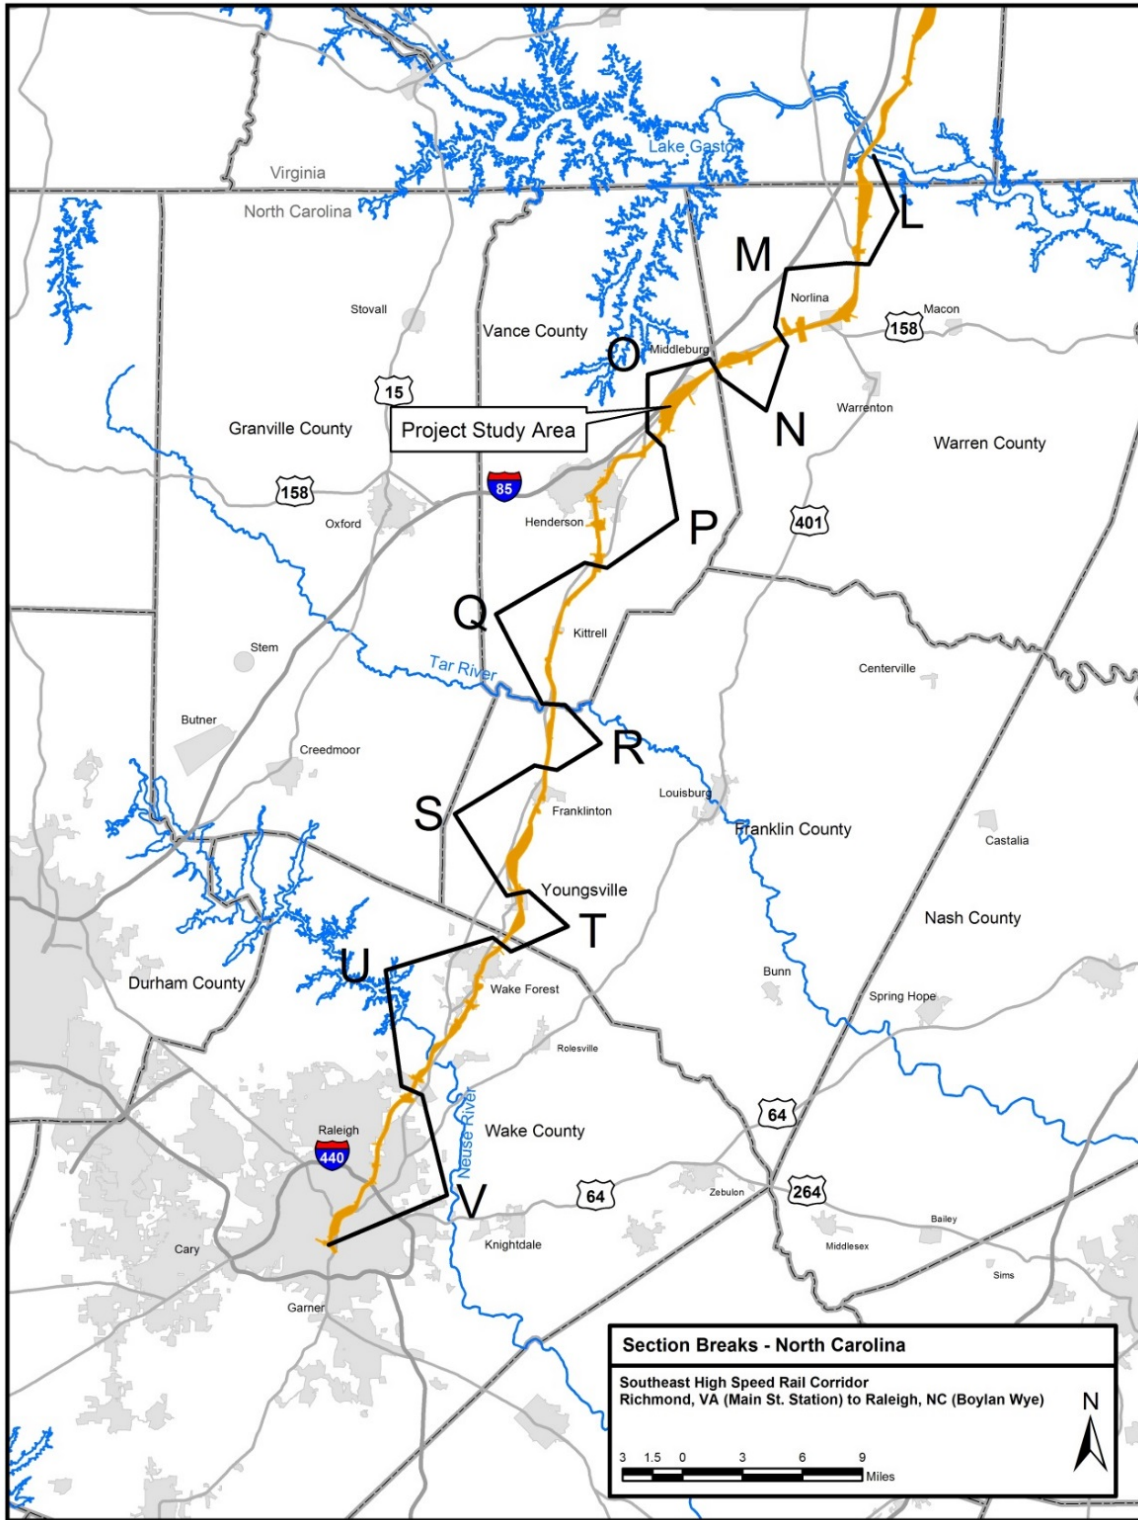 Lake Gaston
Virginia
North Carolina
L
M
Norlina
Stovall
Vance County
O
Middleburg
158
Macon
15
Project Study Area
N
Warrenton
Granville County
Warren County
158
85
Oxford
Henderson
P
401
Q
Kittrell
Stem
Tar River
Centerville
Butner
Creedmoor
R
S
Franklinton
Louisburg
Franklin County
Castalia
Youngsville
T
Nash County
U
Durham County
Wake Forest
Bunn
Spring Hope
Rolesville
Neuse River
Raleigh
440
Wake County
64
V
64
Zebulon
264
Cary
Knightdale
Bailey
Middlesex
Sims
Garner
Section Breaks - North Carolina
Southeast High Speed Rail Corridor
Richmond, VA (Main St. Station) to Raleigh, NC (Boylan Wye)
N
3 1.5 0 3 6 9
Miles